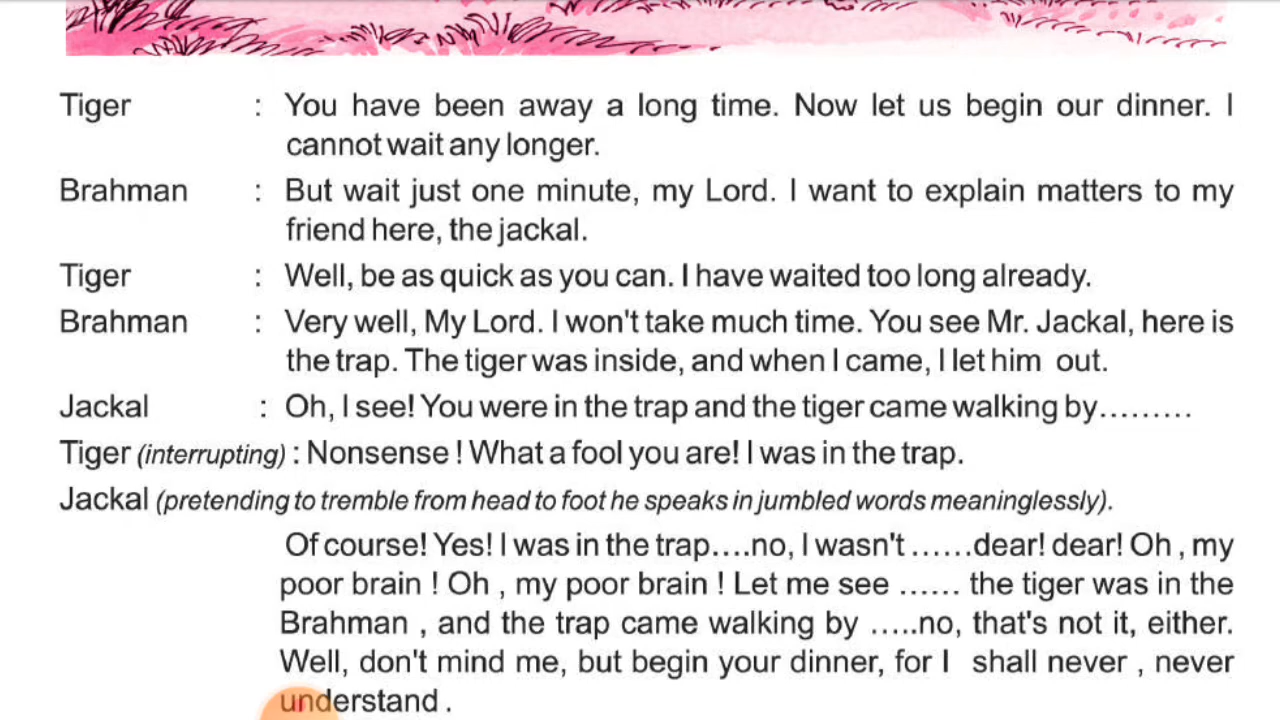 Tiger : You have been away a long time. Now let us begin our dinner. I
cannot wait any longer.
Brahman : But wait just one minute, my Lord. I want to explain matters to my
friend here, the jackal.
Tiger : Well, be as quick as you can. I have waited too long already.
Brahman : Very well, My Lord. I won't take much time. You see Mr. Jackal, here is
the trap. The tiger was inside, and when I came, I let him out.
Jackal : Oh, I see! You were in the trap and the tiger came walking by.........
Tiger (interrupting) : Nonsense ! What a fool you are! I was in the trap.
Jackal (pretending to tremble from head to foot he speaks in jumbled words meaninglessly).
Of course! Yes! I was in the trap....no, I wasn't ......dear! dear! Oh , my
poor brain ! Oh , my poor brain ! Let me see ...... the tiger was in the
Brahman , and the trap came walking by .....no, that's not it, either.
Well, don't mind me, but begin your dinner, for I shall never , never
understand .